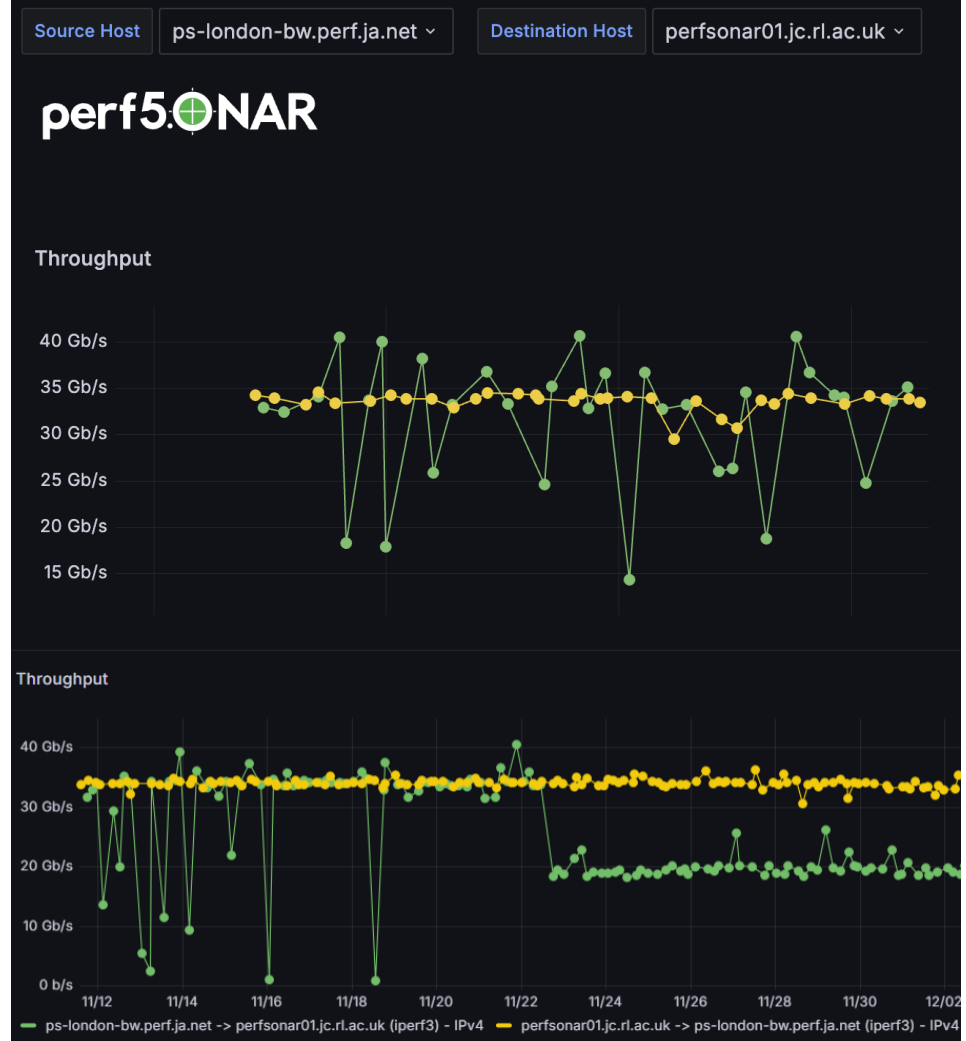 Source Host ps-london-bw.perf.ja.net Destination Host perfsonar01.jc.rl.ac.uk
perf5.ONAR
Throughput
40 Gb/s
35 Gb/s
30 Gb/s
25 Gb/s
20 Gb/s
15 Gb/s
Throughput
40 Gb/s
30 Gb/s
20 Gb/s
10 Gb/s
0 b/s
11/12 11/14 11/16 11/18 11/20 11/22 11/24 11/26 11/28 11/30 12/02
ps-london-bw.perf.ja.net -> perfsonar01.jc.rl.ac.uk (iperf3) - IPv4 perfsonar01.jc.rl.ac.uk -> ps-london-bw.perf.ja.net (iperf3) - IPv4